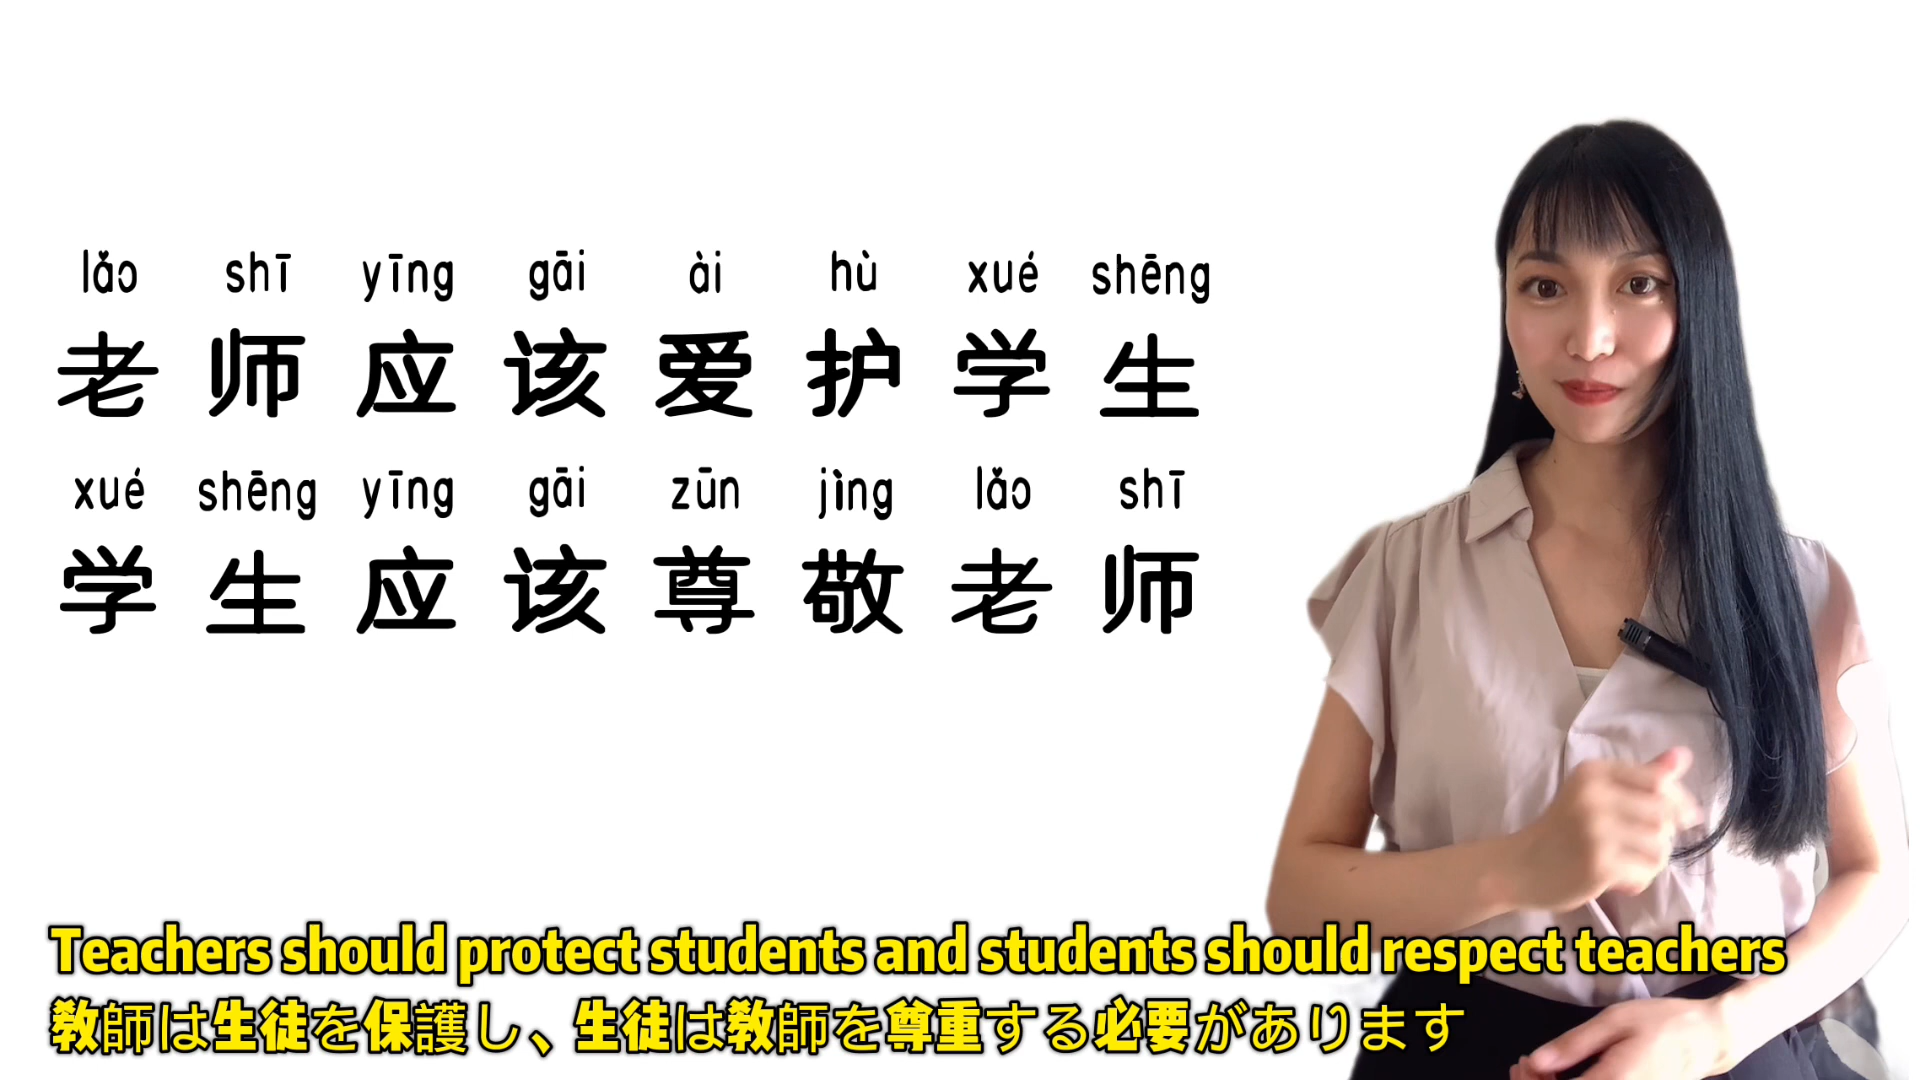 lǎo shī yīng gāi ài hù xué shēng
老师应该爱护学生
xué shēng yīng gāi zūn jìng lǎo shī
学生应该尊敬老师
Teachers should protect students and students should respect teachers
教師は生徒を保護し、生徒は教師を尊重する必要があります